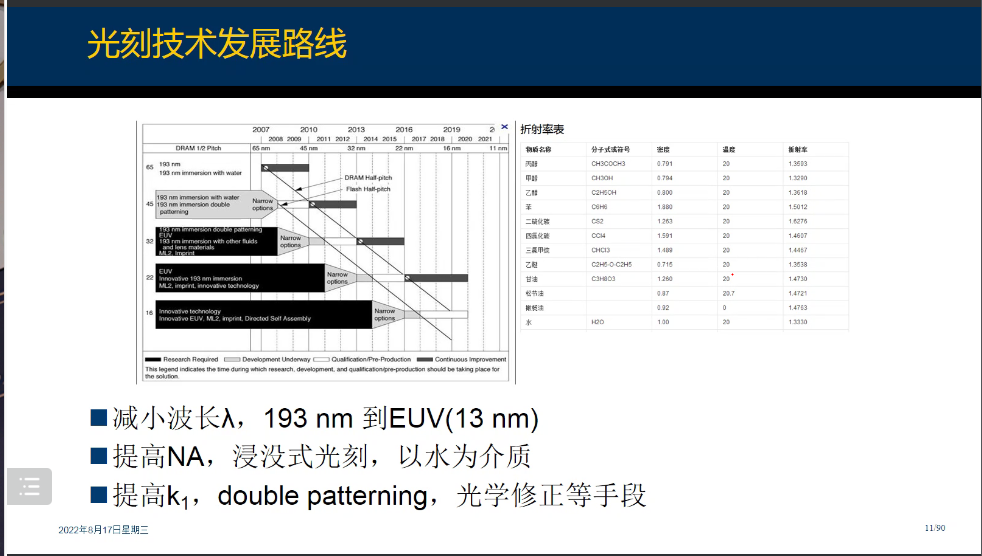 光刻技术发展路线
2007 2010 2013 2016 2019
2008 2009 2011 2012 2014 2015 2017 2018 2020 2021
DRAM 1/2 Pitch 65 nm 45 nm 32 nm 22 nm 16 nm 11 nm
65 193 nm
193 nm immersion with water
DRAM Half-pitch
Flash Half-pitch
193 nm immersion with water
45 193 nm immersion double
patterning
Narrow
options
193 nm immersion double patterning
EUV
32 193 nm immersion with other fluids
and lens materials
ML2, Imprint
Narrow
options
EUV
22 Innovative 193 nm immersion
ML2, imprint, innovative technology
Narrow
options
16 Innovative technology
Innovative EUV, ML2, imprint, Directed Self Assembly
Narrow
options
Research Required Development Underway Qualification/Pre-Production Continuous Improvement
This legend indicates the time during which research, development, and qualification/pre-production should be taking place for
the solution.
折射率表
物质名称 分子式或符号 密度 温度 折射率
丙酮 CH3COCH3 0.791 20 1.3593
甲醇 CH3OH 0.794 20 1.3290
乙醇 C2H5OH 0.800 20 1.3618
苯 C6H6 1.880 20 1.5012
二硫化碳 CS2 1.263 20 1.6276
四氯化碳 CCl4 1.591 20 1.4607
三氯甲烷 CHCl3 1.489 20 1.4467
乙醚 C2H5-O-C2H5 0.715 20 1.3538
甘油 C3H8O3 1.260 20 1.4730
松节油 0.87 20.7 1.4721
橄榄油 0.92 0 1.4763
水 H2O 1.00 20 1.3330
■减小波长λ，193 nm 到EUV(13 nm)
■提高NA，浸没式光刻，以水为介质
■提高k1，double patterning，光学修正等手段
2022年8月17日星期三
11/90